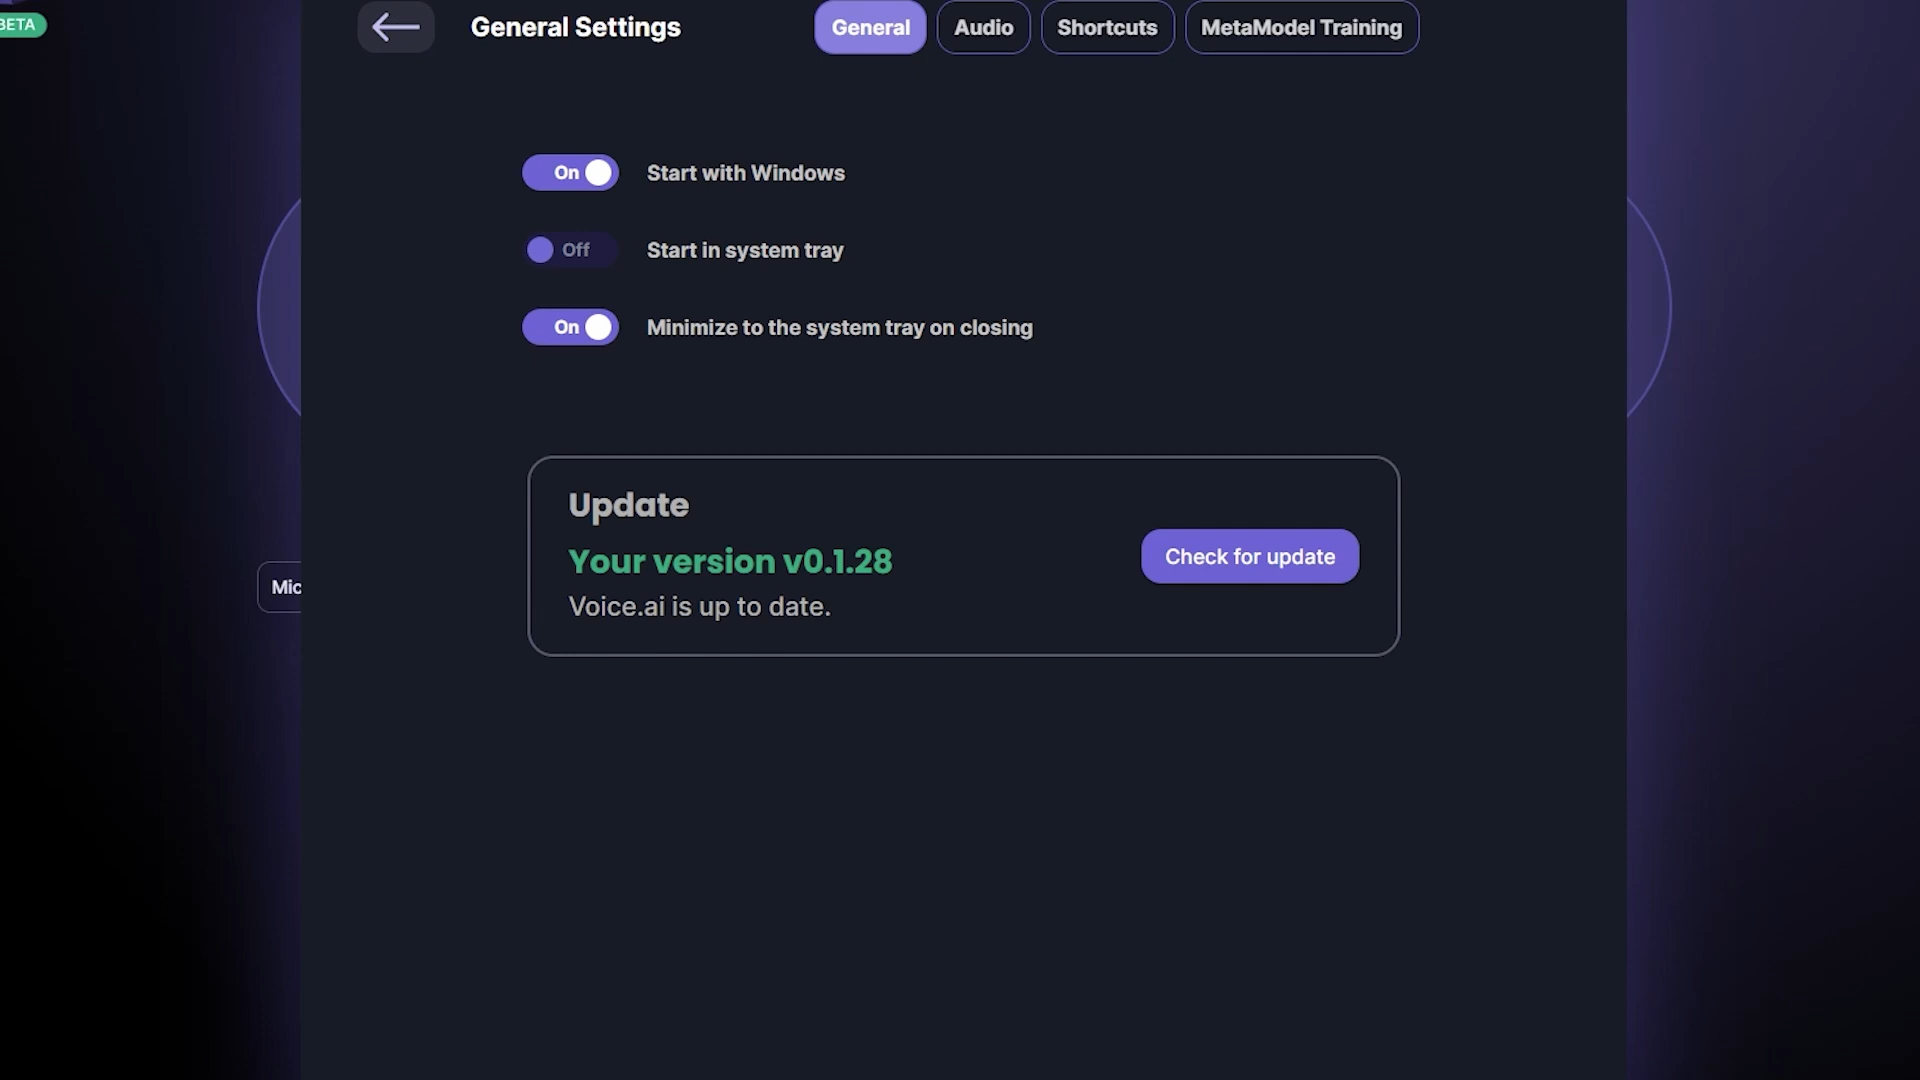 BETA
General Settings
General
Audio
Shortcuts
MetaModel Training
On
Start with Windows
Off
Start in system tray
On
Minimize to the system tray on closing
Update
Your version v0.1.28
Voice.ai is up to date.
Check for update
Mic